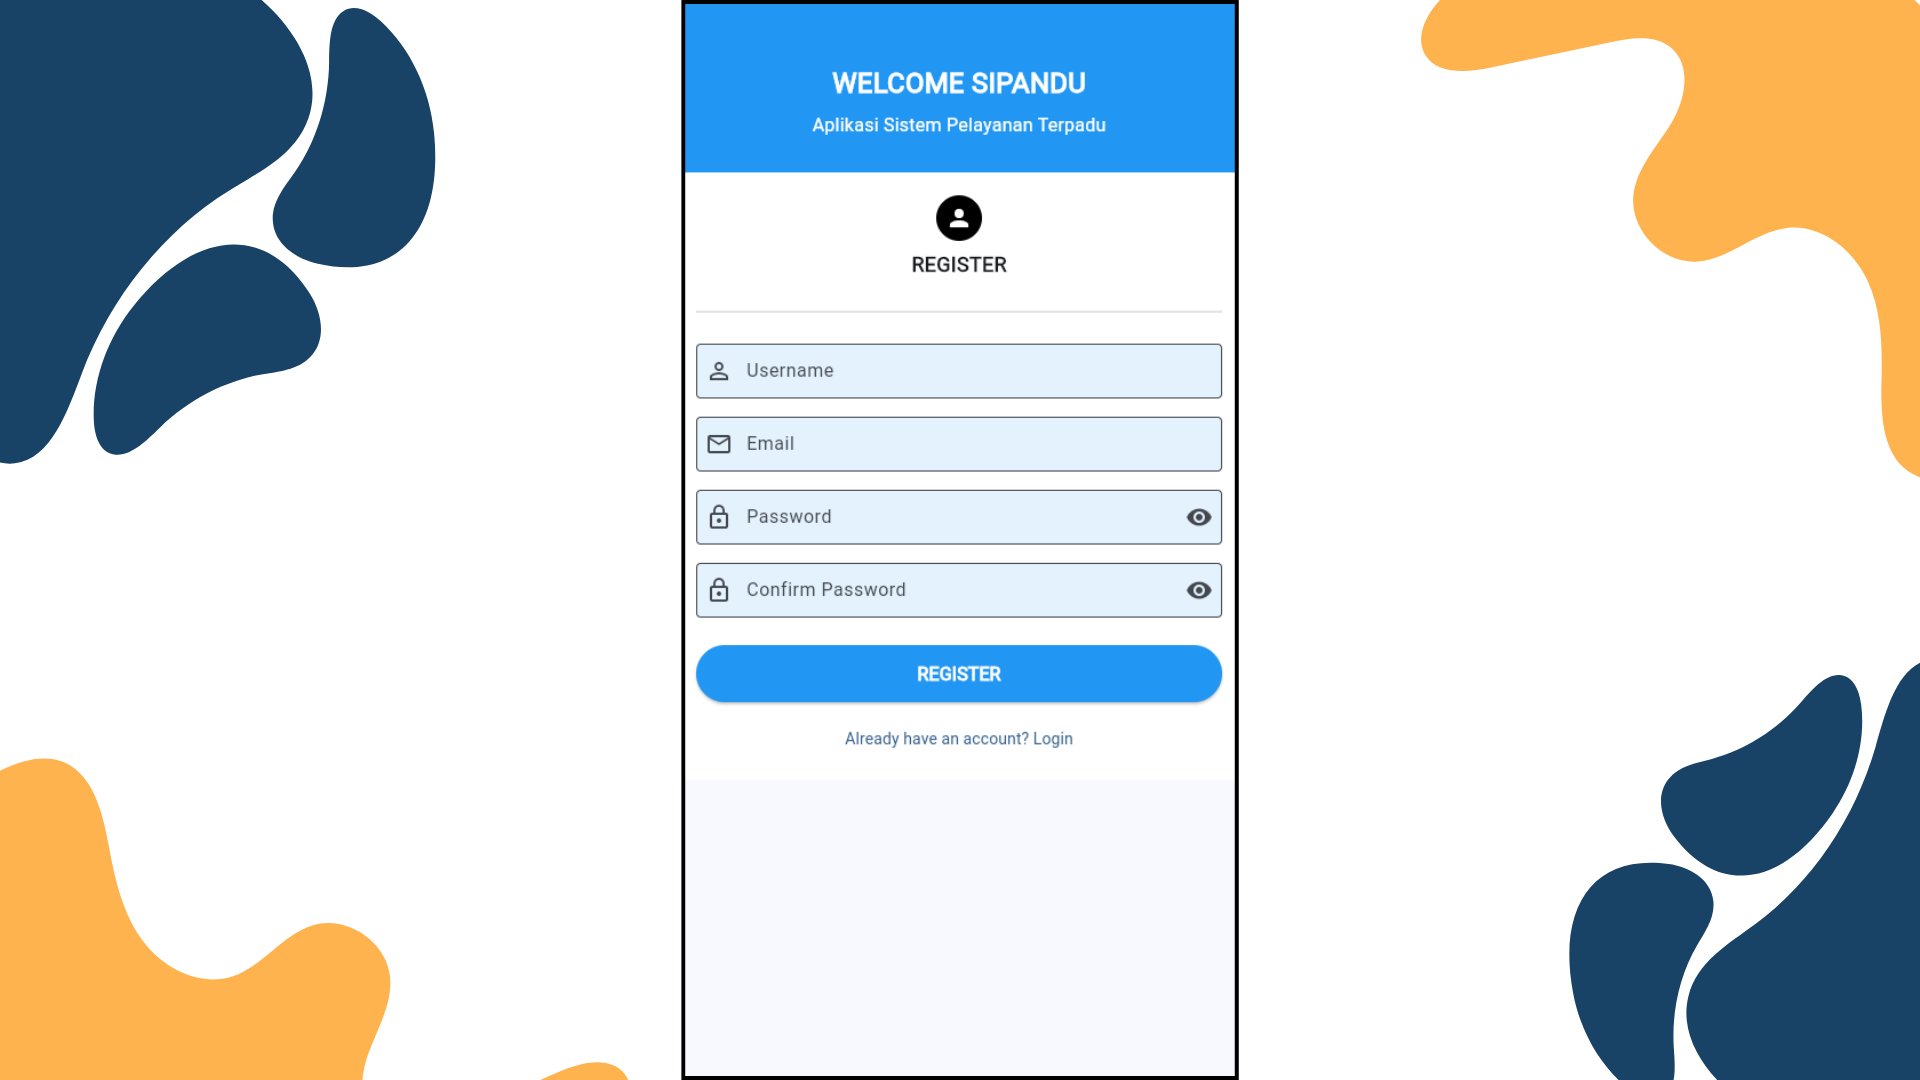 WELCOME SIPANDU
Aplikasi Sistem Pelayanan Terpadu
REGISTER
Username
Email
Password
Confirm Password
REGISTER
Already have an account? Login